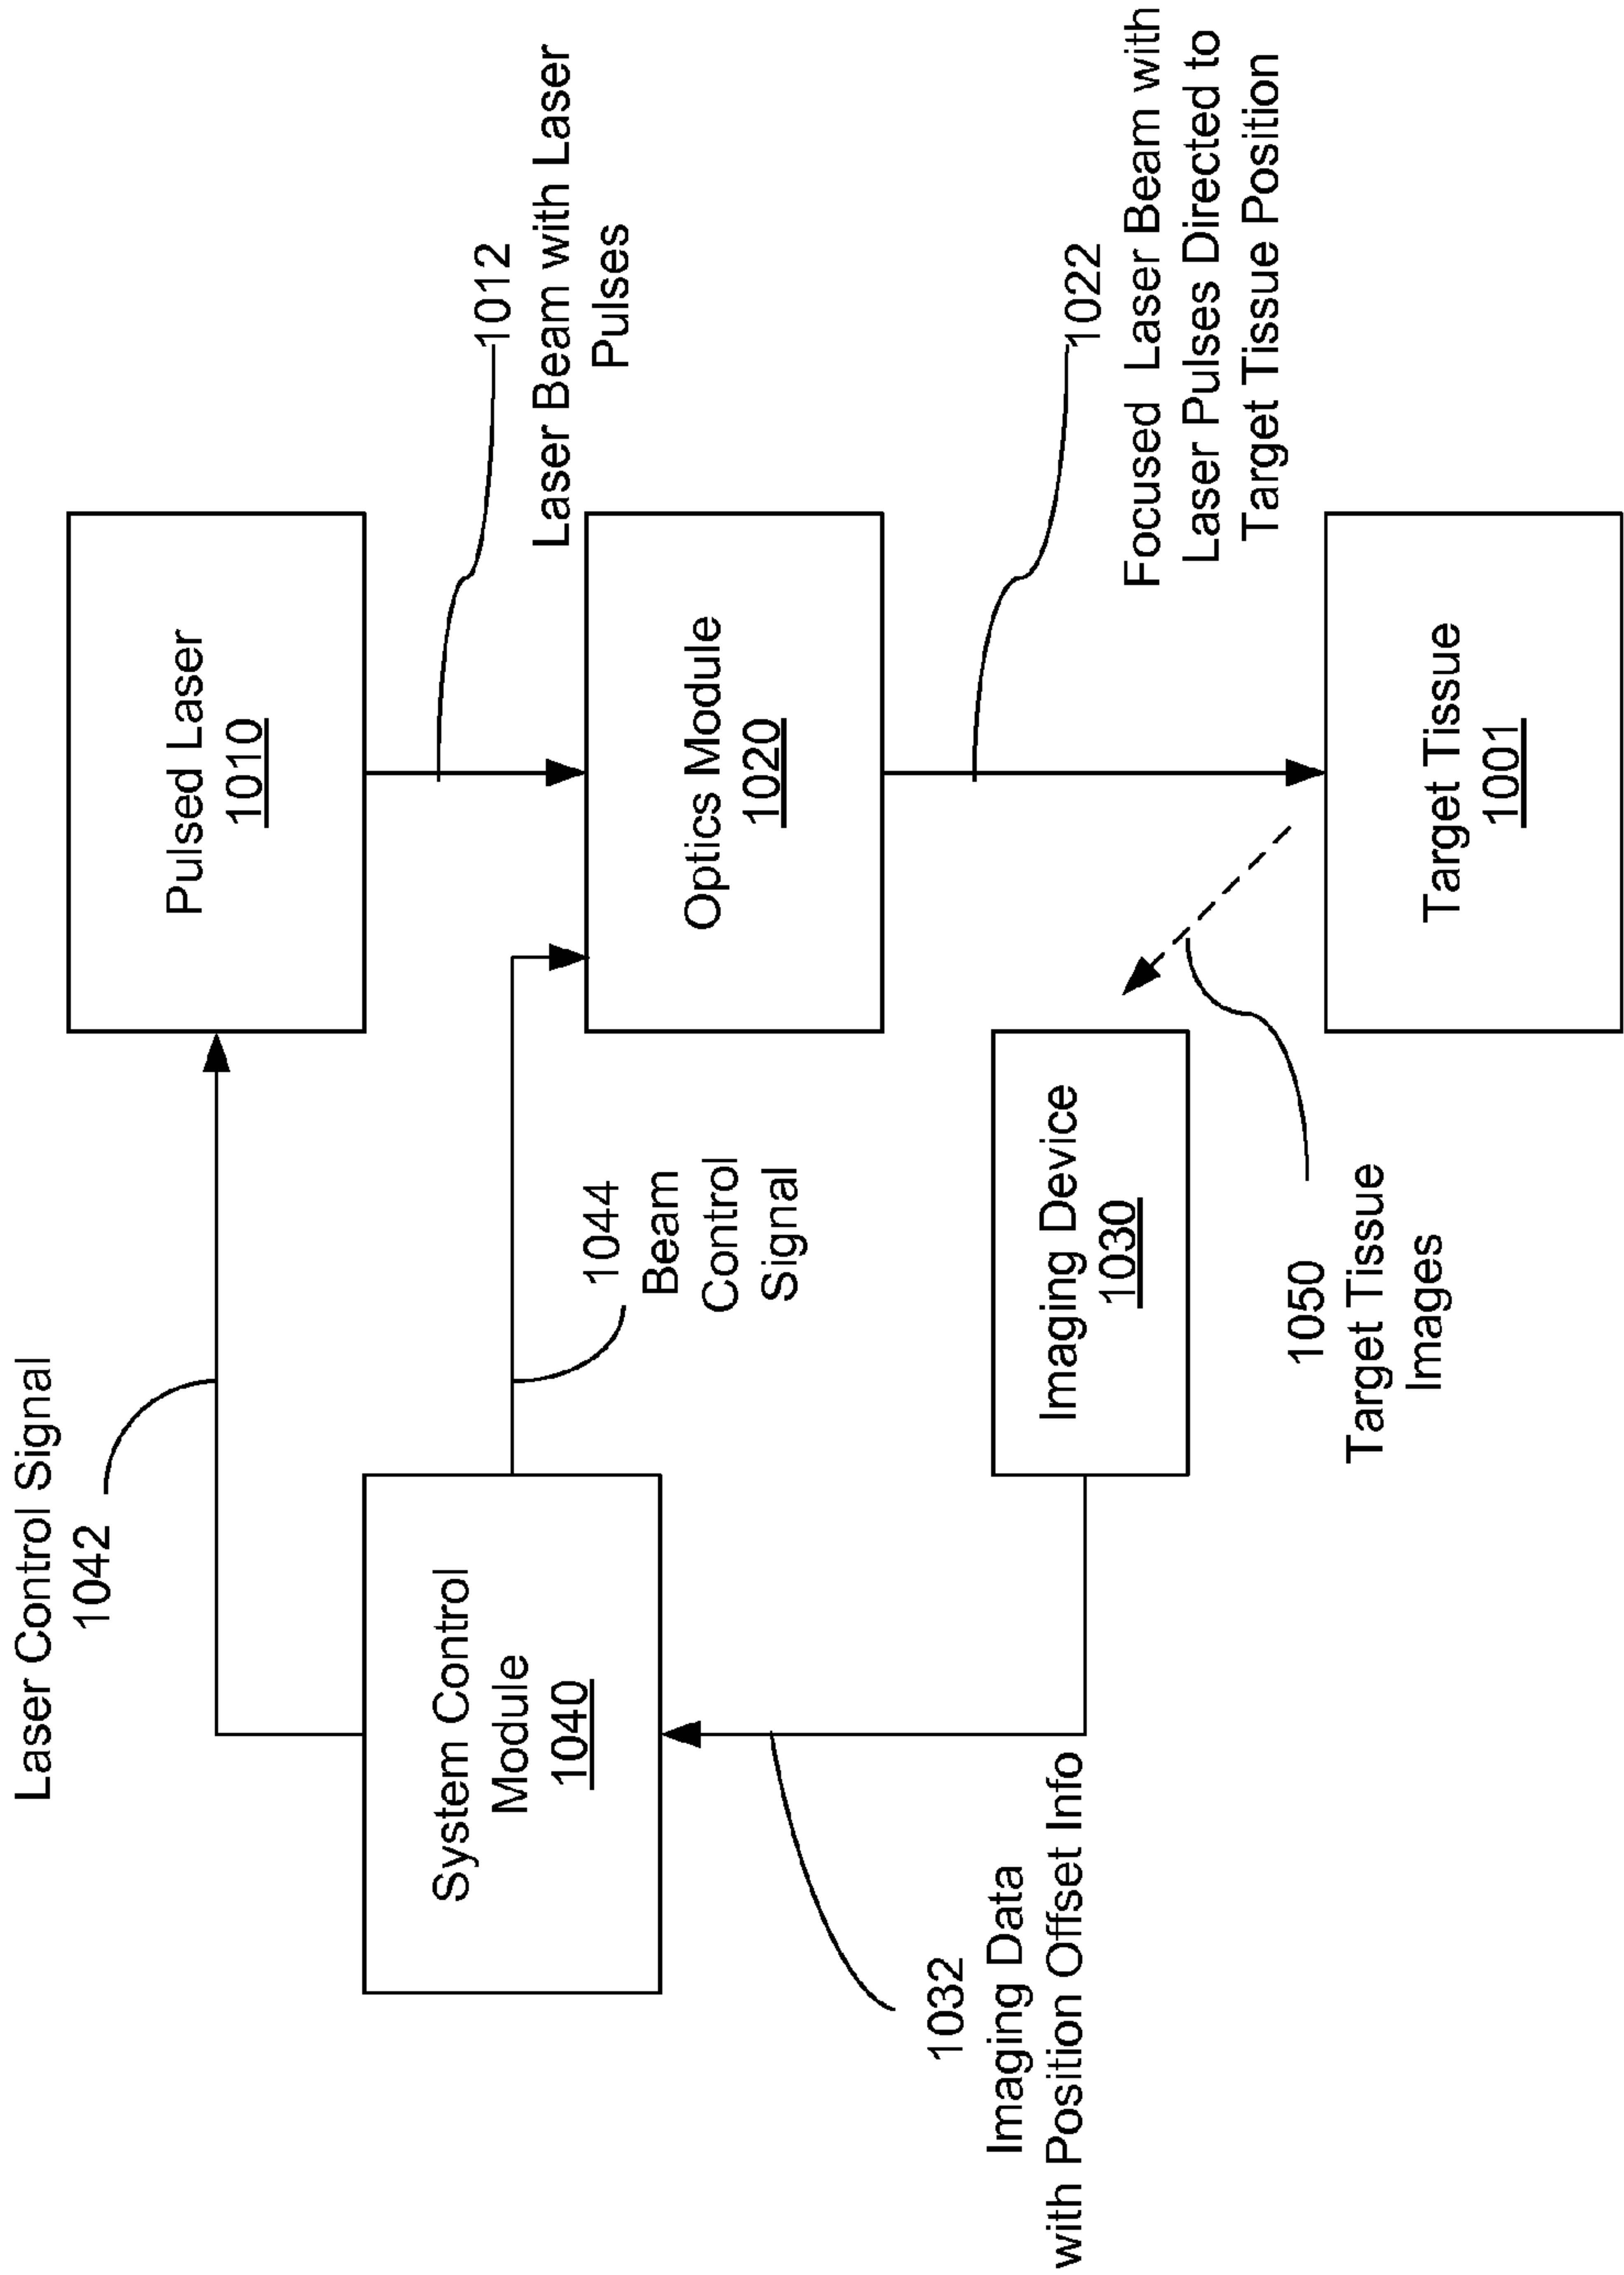 Laser Control Signal
1042
Pulsed Laser
1010
1012
Laser Beam with Laser
Pulses
System Control
Module
1040
1044
Beam
Control
Signal
Optics Module
1020
1032
Imaging Data
with Position Offset Info
Imaging Device
1030
1022
Focused Laser Beam with
Laser Pulses Directed to
Target Tissue Position
1050
Target Tissue
Images
Target Tissue
1001